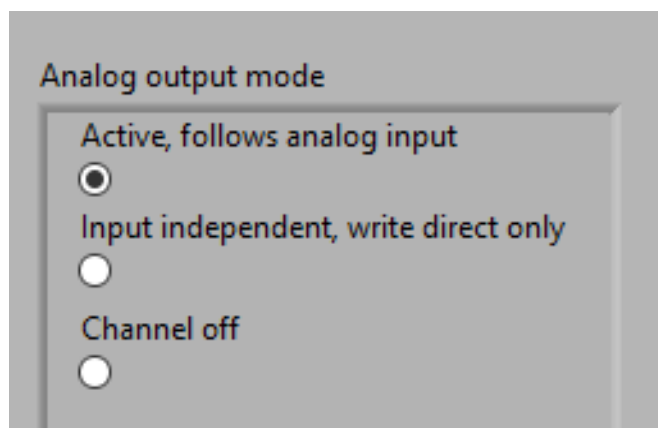 Analog output mode
Active, follows analog input
Input independent, write direct only
Channel off